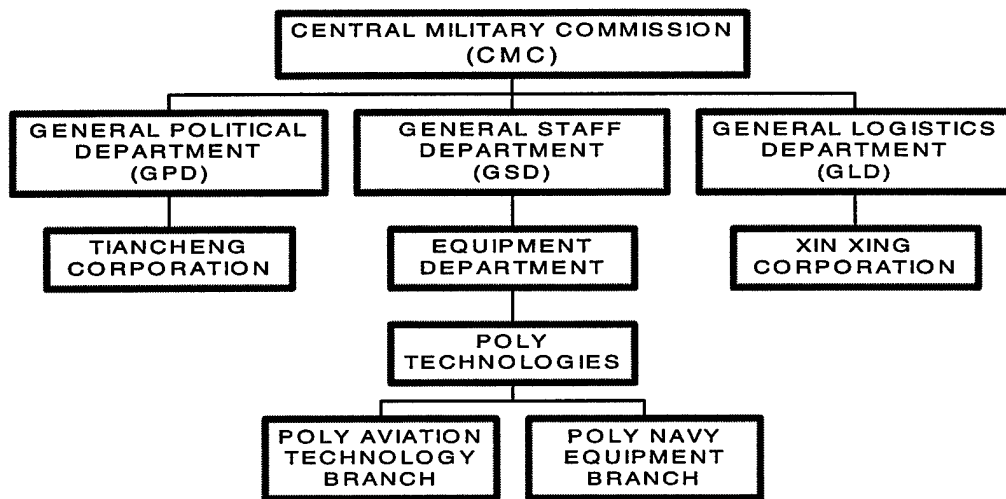 CENTRAL MILITARY COMMISSION
(CMC)
GENERAL POLITICAL
DEPARTMENT
(GPD)
GENERAL STAFF
DEPARTMENT
(GSD)
GENERAL LOGISTICS
DEPARTMENT
(GLD)
TIANCHENG
CORPORATION
EQUIPMENT
DEPARTMENT
XIN XING
CORPORATION
POLY
TECHNOLOGIES
POLY AVIATION
TECHNOLOGY
BRANCH
POLY NAVY
EQUIPMENT
BRANCH